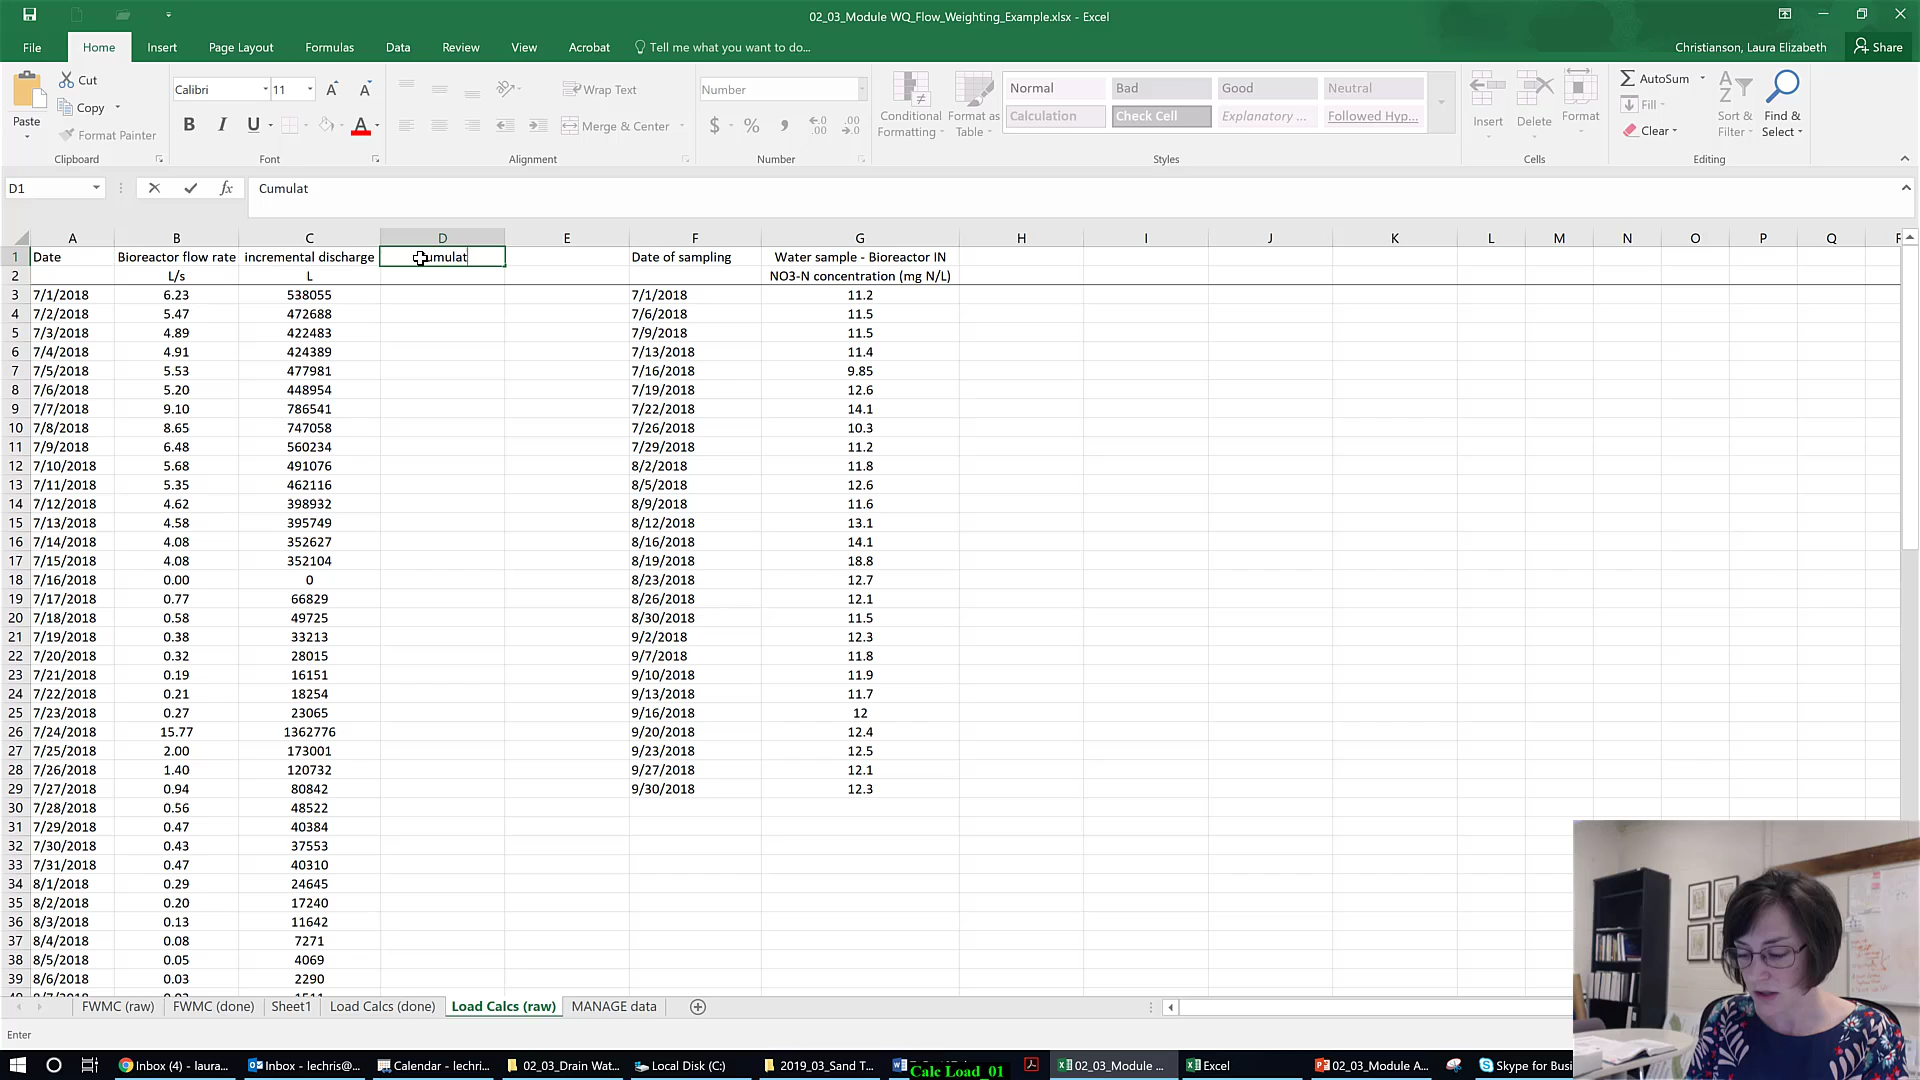 02_03_Module WQ_Flow_Weighting_Example.xlsx - Excel
File Home Insert Page Layout Formulas Data Review View Acrobat Tell me what you want to do... Christianson, Laura Elizabeth Share
Paste Cut Copy Format Painter Clipboard
Calibri 11 A A B I U A Font
Wrap Text Merge & Center Alignment
Number $ % , .00 .0 Number
Conditional Formatting Format as Table Normal Bad Good Neutral
Calculation Check Cell Explanatory ... Followed Hyp... Styles
Insert Delete Format Cells
AutoSum Fill Clear Sort & Filter Find & Select Editing
D1 fx Cumulat
A B C D E F G H I J K L M N O P Q
1 Date Bioreactor flow rate incremental discharge Cumulat Date of sampling Water sample - Bioreactor IN
2 L/s L NO3-N concentration (mg N/L)
3 7/1/2018 6.23 538055 7/1/2018 11.2
4 7/2/2018 5.47 472688 7/6/2018 11.5
5 7/3/2018 4.89 422483 7/9/2018 11.5
6 7/4/2018 4.91 424389 7/13/2018 11.4
7 7/5/2018 5.53 477981 7/16/2018 9.85
8 7/6/2018 5.20 448954 7/19/2018 12.6
9 7/7/2018 9.10 786541 7/22/2018 14.1
10 7/8/2018 8.65 747058 7/26/2018 10.3
11 7/9/2018 6.48 560234 7/29/2018 11.2
12 7/10/2018 5.68 491076 8/2/2018 11.8
13 7/11/2018 5.35 462116 8/5/2018 12.6
14 7/12/2018 4.62 398932 8/9/2018 11.6
15 7/13/2018 4.58 395749 8/12/2018 13.1
16 7/14/2018 4.08 352627 8/16/2018 14.1
17 7/15/2018 4.08 352104 8/19/2018 18.8
18 7/16/2018 0.00 0 8/23/2018 12.7
19 7/17/2018 0.77 66829 8/26/2018 12.1
20 7/18/2018 0.58 49725 8/30/2018 11.5
21 7/19/2018 0.38 33213 9/2/2018 12.3
22 7/20/2018 0.32 28015 9/7/2018 11.8
23 7/21/2018 0.19 16151 9/10/2018 11.9
24 7/22/2018 0.21 18254 9/13/2018 11.7
25 7/23/2018 0.27 23065 9/16/2018 12
26 7/24/2018 15.77 1362776 9/20/2018 12.4
27 7/25/2018 2.00 173001 9/23/2018 12.5
28 7/26/2018 1.40 120732 9/27/2018 12.1
29 7/27/2018 0.94 80842 9/30/2018 12.3
30 7/28/2018 0.56 48522
31 7/29/2018 0.47 40384
32 7/30/2018 0.43 37553
33 7/31/2018 0.47 40310
34 8/1/2018 0.29 24645
35 8/2/2018 0.20 17240
36 8/3/2018 0.13 11642
37 8/4/2018 0.08 7271
38 8/5/2018 0.05 4069
39 8/6/2018 0.03 2290
FWMC (raw) FWMC (done) Sheet1 Load Calcs (done) Load Calcs (raw) MANAGE data
Enter
Inbox (4) - laura... Inbox - lechris@... Calendar - lechri... 02_03_Drain Wat... Local Disk (C:) 2019_03_Sand T... Calc Load_01 02_03_Module ... Excel 02_03_Module A... Skype for Busi